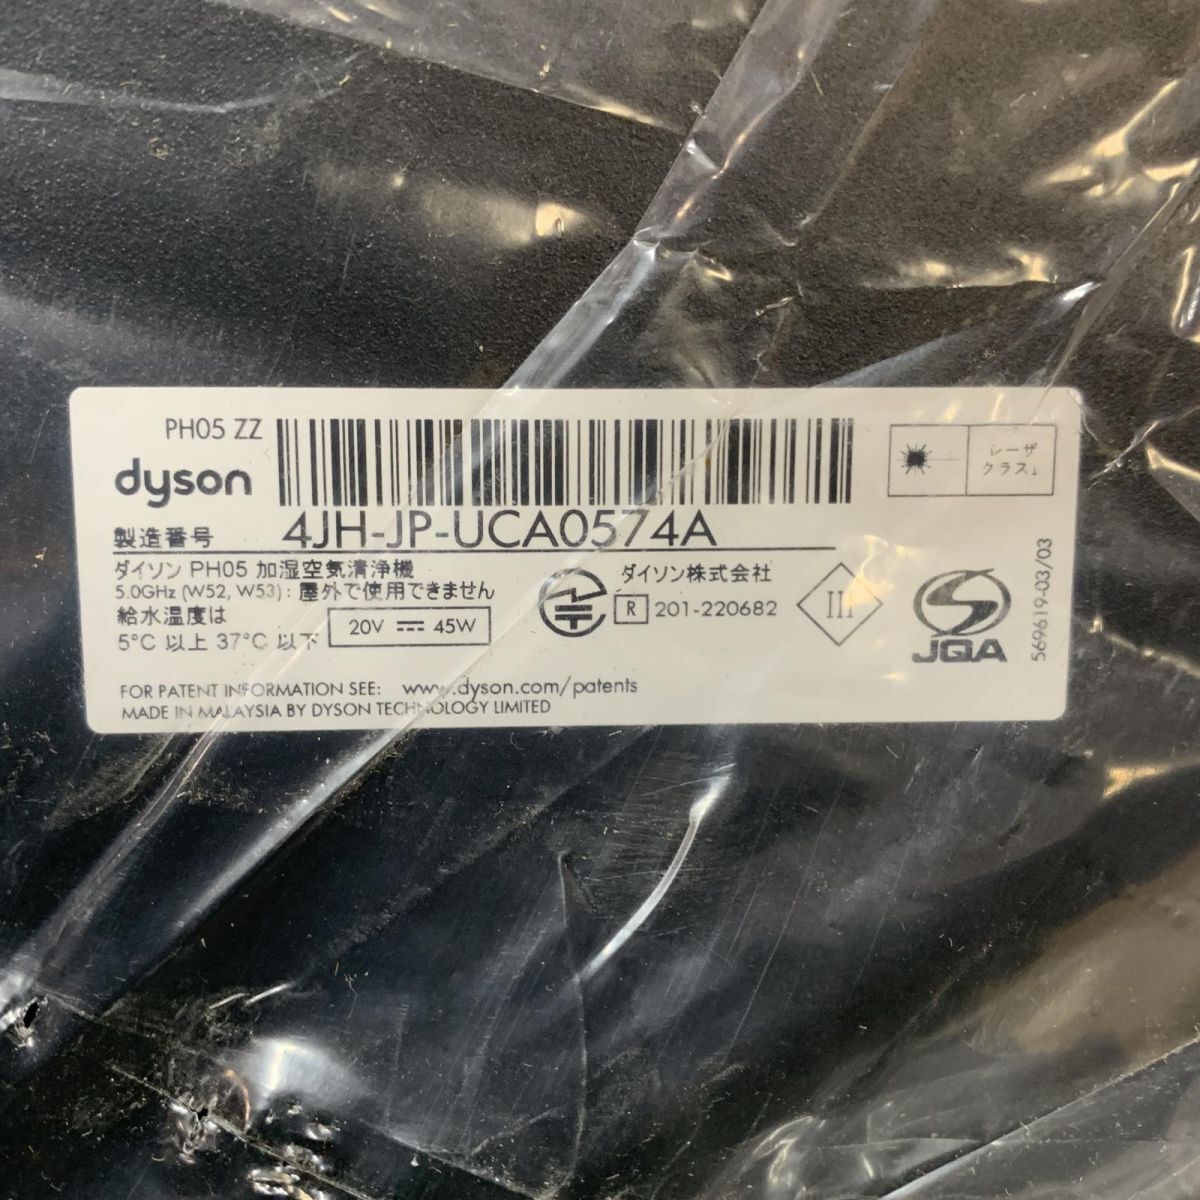 PH05 ZZ
dyson
製造番号 4JH-JP-UCA0574A
ダイソン PH05 加湿空気清浄機
5.0GHz (W52, W53) : 屋外で使用できません
給水温度は
5°C 以上 37°C 以下
20V ⎓ 45W
ダイソン株式会社
R 201-220682
III
JQA
レーザ
クラス1
569619-03/03
FOR PATENT INFORMATION SEE: www.dyson.com/patents
MADE IN MALAYSIA BY DYSON TECHNOLOGY LIMITED